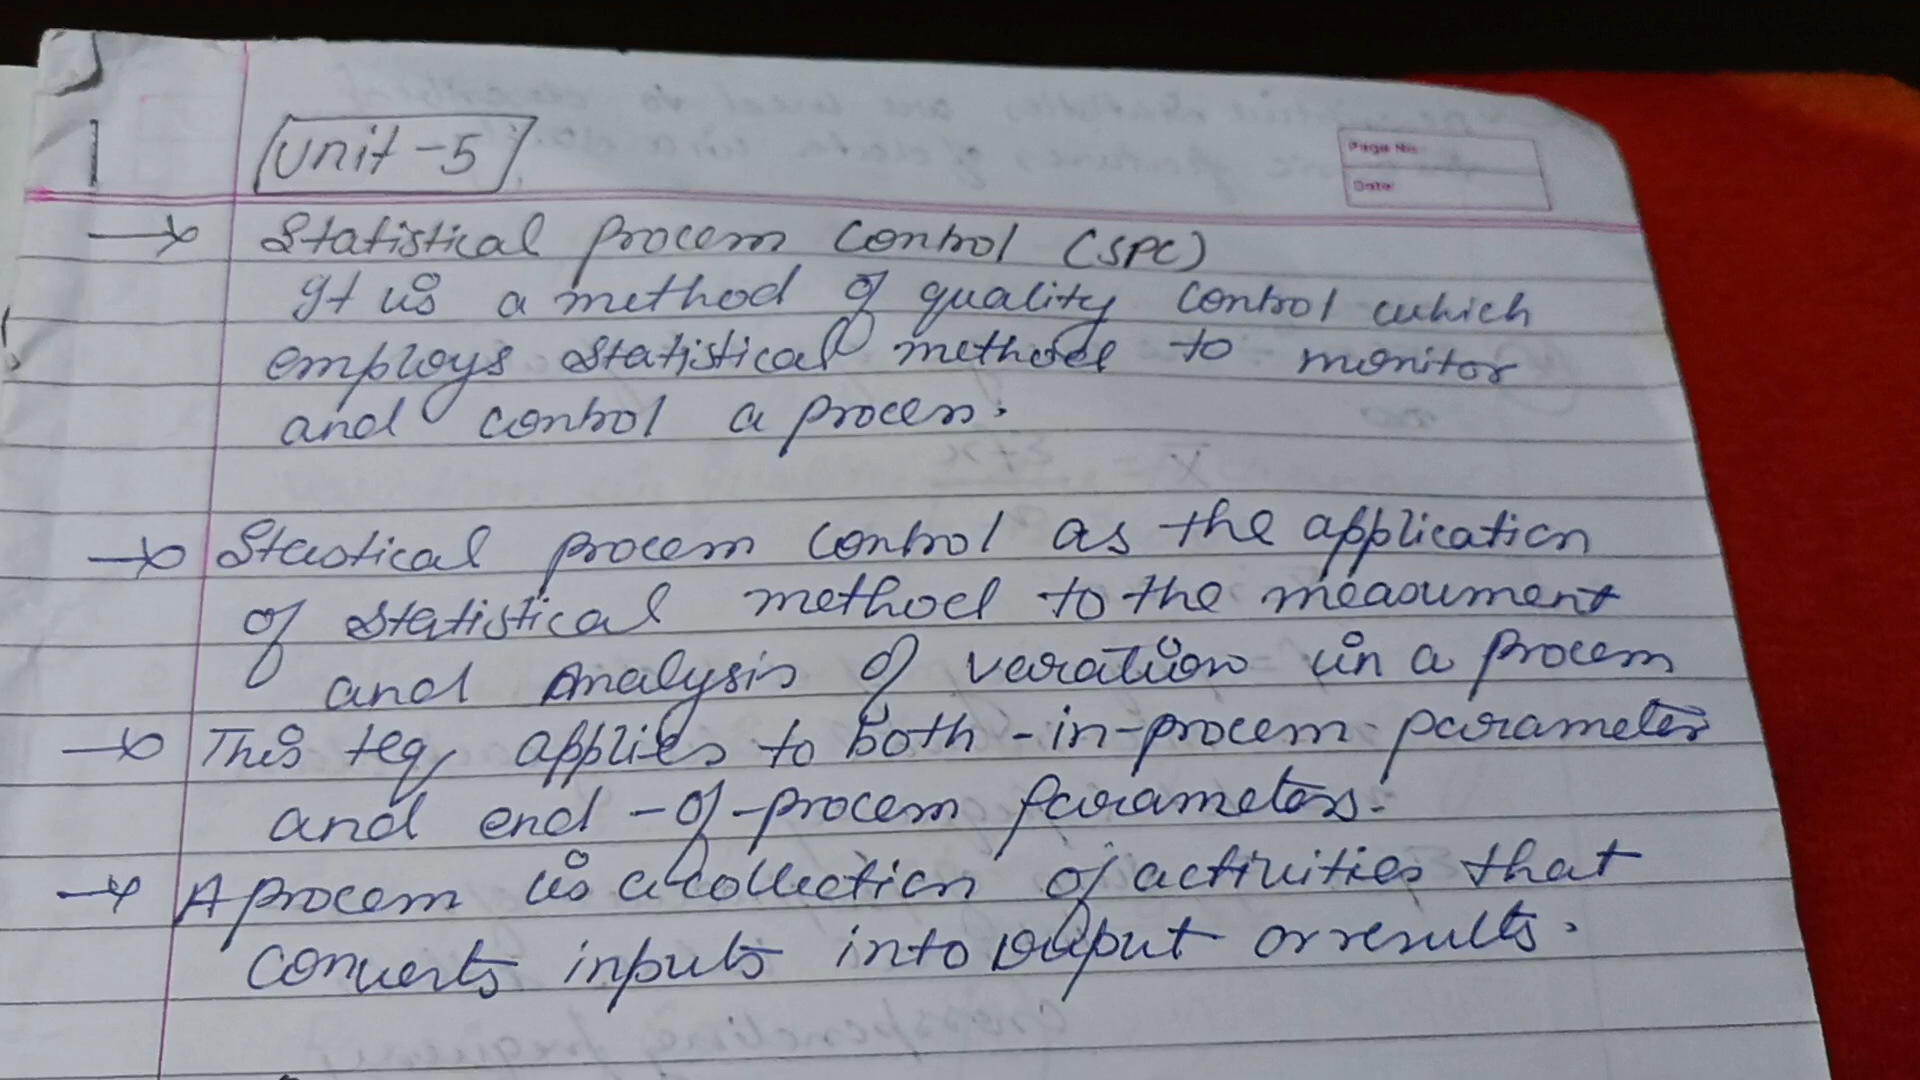 Unit-5
Page No.
Date
→ Statistical process control (SPC)
It is a method of quality control which
employs statistical method to monitor
and control a process.
→ Stastical process control as the application
of statistical method to the measument
and Analysis of varation in a process
→ This teq applies to both -in-process parameter
and end-of-process parameters.
→ A process is a collection of activities that
converts inputs into output or results.